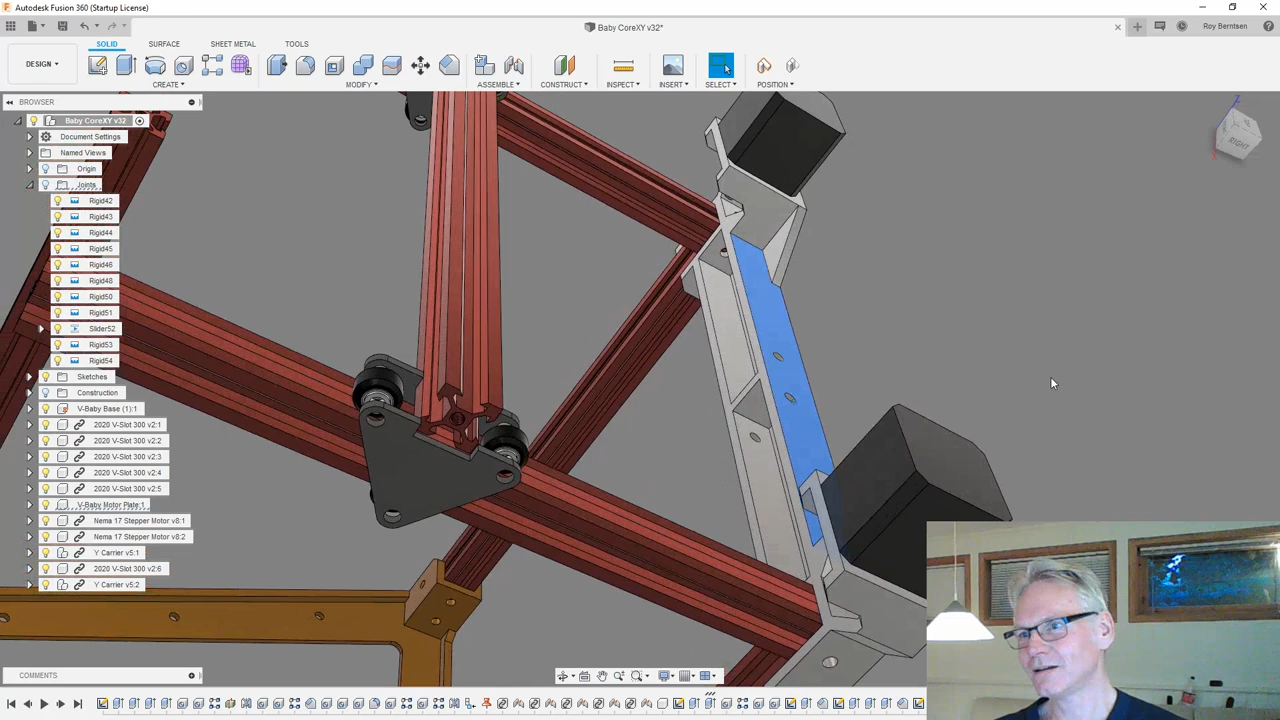 Autodesk Fusion 360 (Startup License)
Baby CoreXY v32*
Roy Berntsen
DESIGN
SOLID
SURFACE
SHEET METAL
TOOLS
CREATE
MODIFY
ASSEMBLE
CONSTRUCT
INSPECT
INSERT
SELECT
POSITION
BROWSER
Baby CoreXY v32
Document Settings
Named Views
Origin
Joints
Rigid42
Rigid43
Rigid44
Rigid45
Rigid46
Rigid48
Rigid50
Rigid51
Slider52
Rigid53
Rigid54
Sketches
Construction
V-Baby Base (1):1
2020 V-Slot 300 v2:1
2020 V-Slot 300 v2:2
2020 V-Slot 300 v2:3
2020 V-Slot 300 v2:4
2020 V-Slot 300 v2:5
V-Baby Motor Plate:1
Nema 17 Stepper Motor v8:1
Nema 17 Stepper Motor v8:2
Y Carrier v5:1
2020 V-Slot 300 v2:6
Y Carrier v5:2
Z
RIGHT
COMMENTS